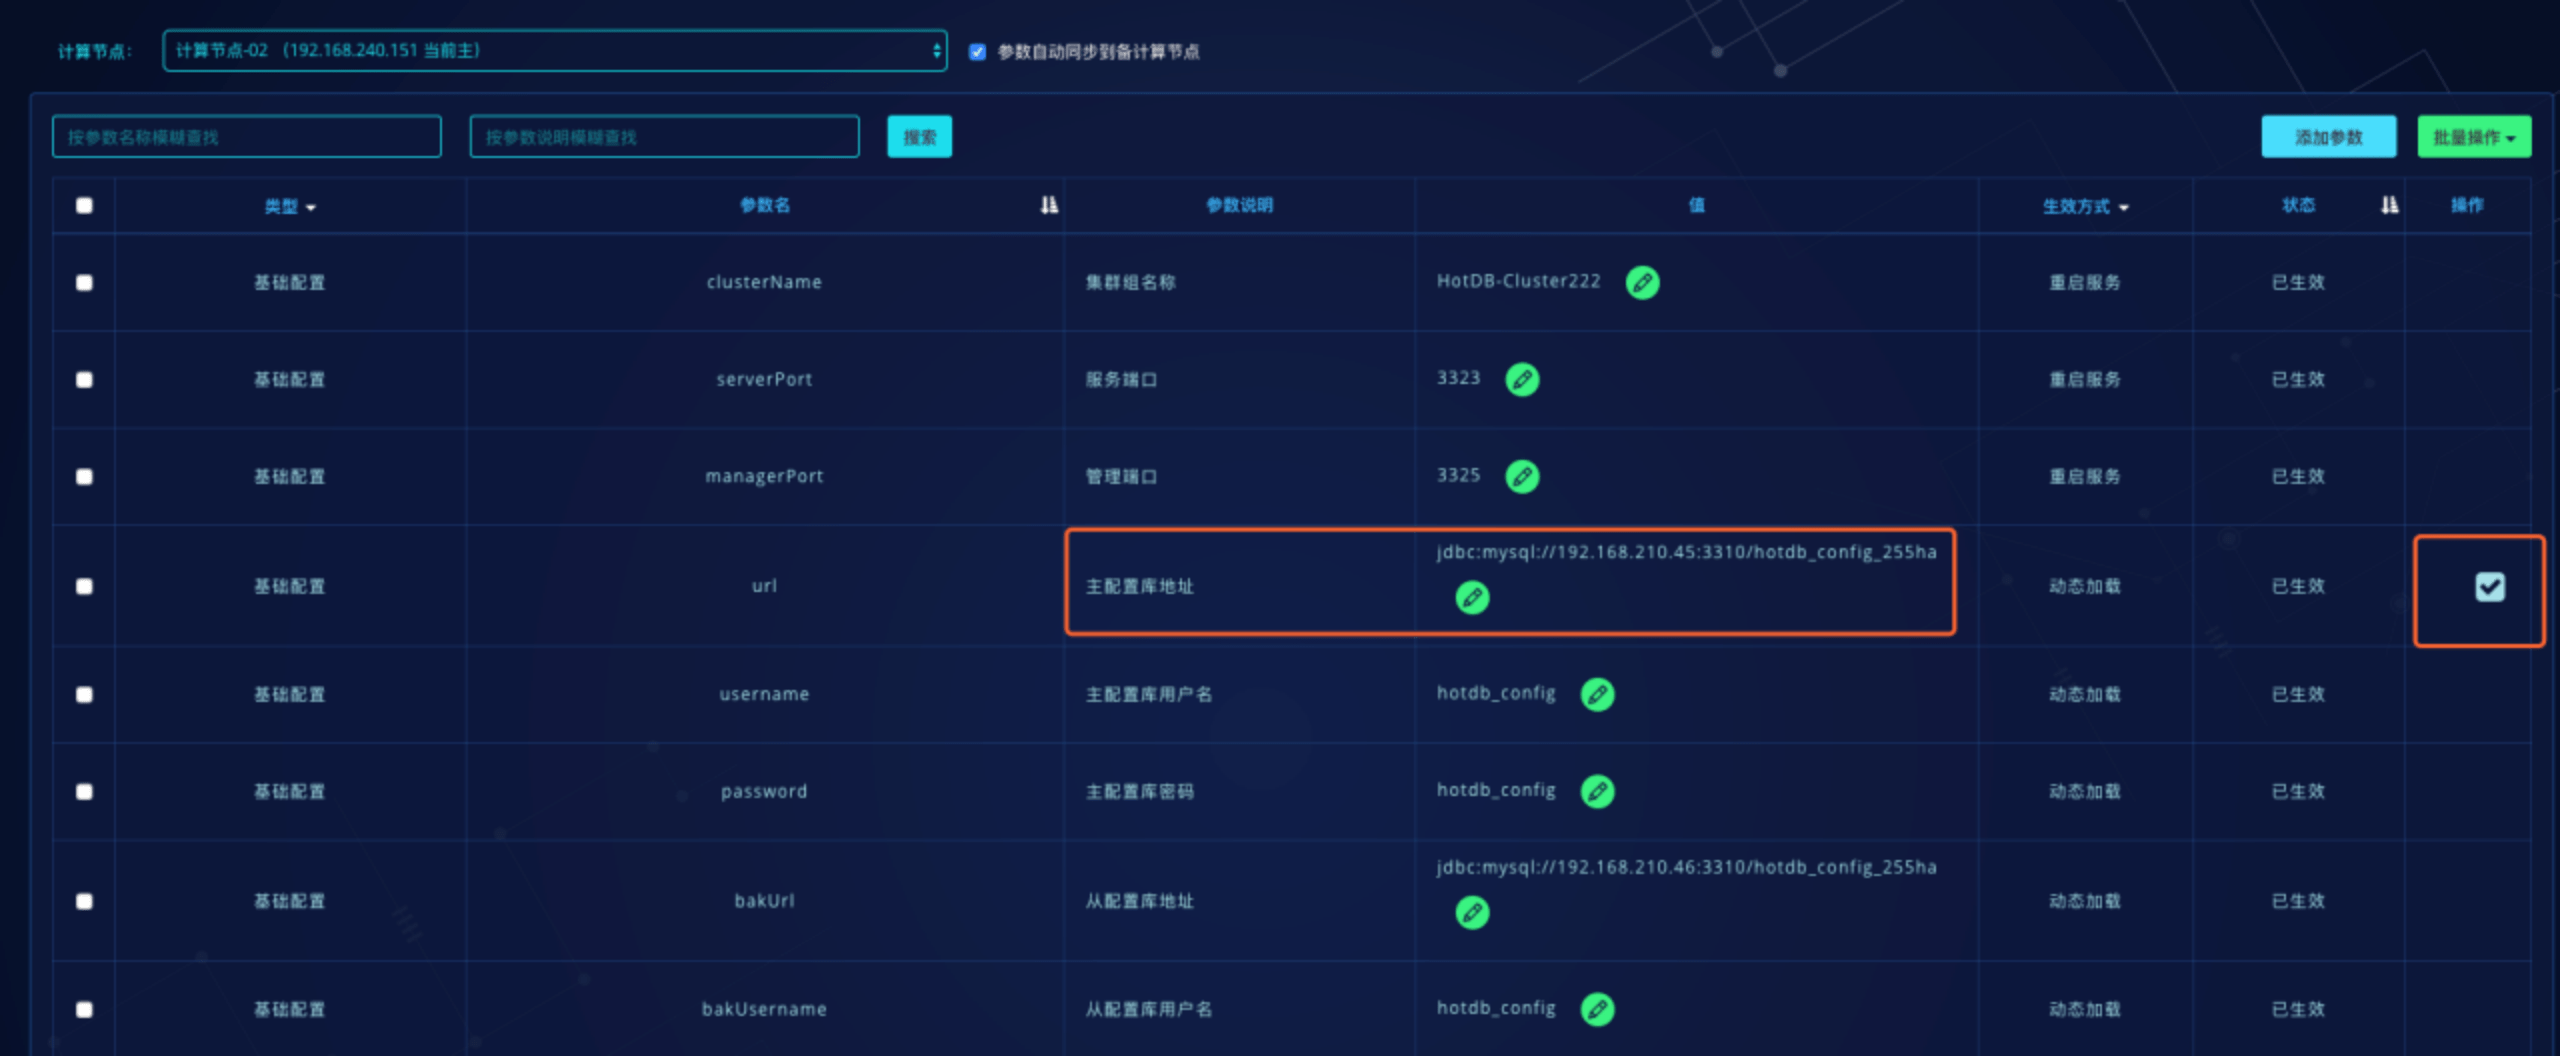 计算节点： 计算节点-02 （192.168.240.151 当前主） 参数自动同步到备计算节点
按参数名称模糊查找 按参数说明模糊查找 搜索 添加参数 批量操作
类型 参数名 参数说明 值 生效方式 状态 操作
基础配置 clusterName 集群组名称 HotDB-Cluster222 重启服务 已生效
基础配置 serverPort 服务端口 3323 重启服务 已生效
基础配置 managerPort 管理端口 3325 重启服务 已生效
基础配置 url 主配置库地址 jdbc:mysql://192.168.210.45:3310/hotdb_config_255ha 动态加载 已生效
基础配置 username 主配置库用户名 hotdb_config 动态加载 已生效
基础配置 password 主配置库密码 hotdb_config 动态加载 已生效
基础配置 bakUrl 从配置库地址 jdbc:mysql://192.168.210.46:3310/hotdb_config_255ha 动态加载 已生效
基础配置 bakUsername 从配置库用户名 hotdb_config 动态加载 已生效